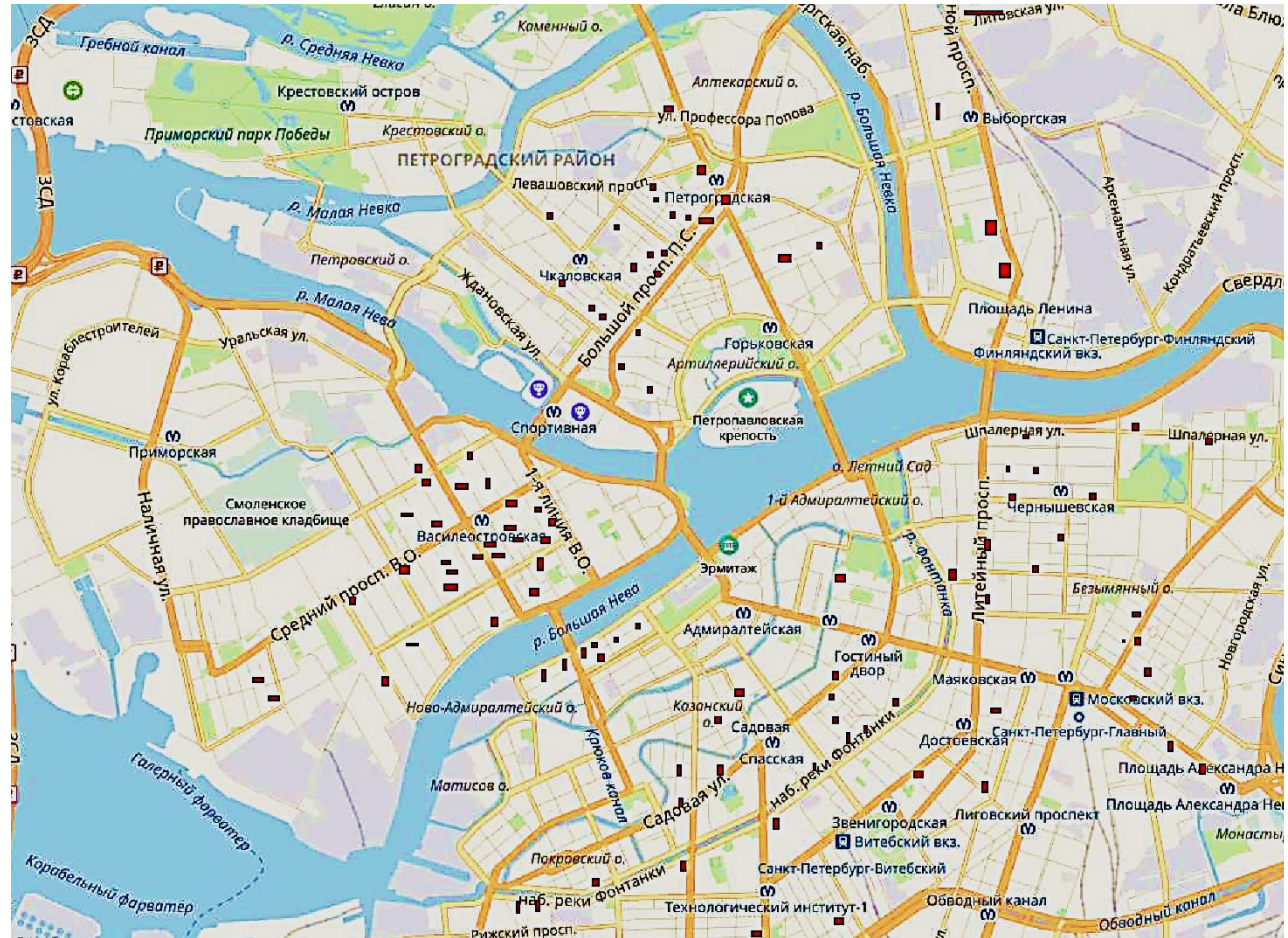 Елагин о.
Каменный о.
Литовская ул.
ЗСД
Гребной канал
р. Средняя Невка
Аптекарский о.
Крестовский остров
стовская
ул. Профессора Попова
р. Большая Невка
Выборгская
Приморский парк Победы
Крестовский о.
ПЕТРОГРАДСКИЙ РАЙОН
Левашовский просп.
Петроградская
ЗСД
р. Малая Невка
Арсенальная ул.
Кондратьевский просп.
Петровский о.
Чкаловская
Ждановская ул.
Большой просп. П.С.
р. Малая Нева
Свердл
Площадь Ленина
ул. Кораблестроителей
Уральская ул.
Горьковская
Санкт-Петербург-Финляндский
Финляндский вкз.
Артиллерийский о.
Петропавловская
крепость
Спортивная
Приморская
Шпалерная ул.
Шпалерная ул.
о. Летний Сад
1-й Адмиралтейский о.
Смоленское
православное кладбище
Наличная ул.
1-я линия В.О.
Василеостровская
Чернышевская
Литейный просп.
р. Фонтанка
Эрмитаж
Средний просп. В.О.
р. Большая Нева
Безымянный о.
Новгородская ул.
Адмиралтейская
Гостиный
двор
Маяковская
Московский вкз.
Санкт-Петербург-Главный
Ново-Адмиралтейский о.
Казанский
о.
Садовая
Спасская
Достоевская
наб. реки Фонтанки
Крюков канал
ЗСД
Галерный фарватер
Матисов о.
Садовая ул.
Площадь Александра Н
Площадь Александра Нев
Звенигородская
Витебский вкз.
Лиговский проспект
Монасты
Покровский о.
Санкт-Петербург-Витебский
наб. реки Фонтанки
Корабельный фарватер
Технологический институт-1
Обводный канал
Обводный канал
Рижский просп.